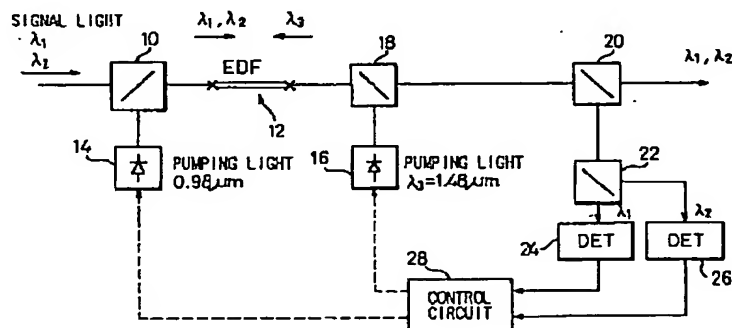 SIGNAL LIGHT
λ1
λ2
10
λ1, λ2
λ3
EDF
12
18
20
λ1, λ2
14
PUMPING LIGHT
0.98μm
16
PUMPING LIGHT
λ3=1.48μm
22
λ1
λ2
24
DET
DET
26
28
CONTROL
CIRCUIT